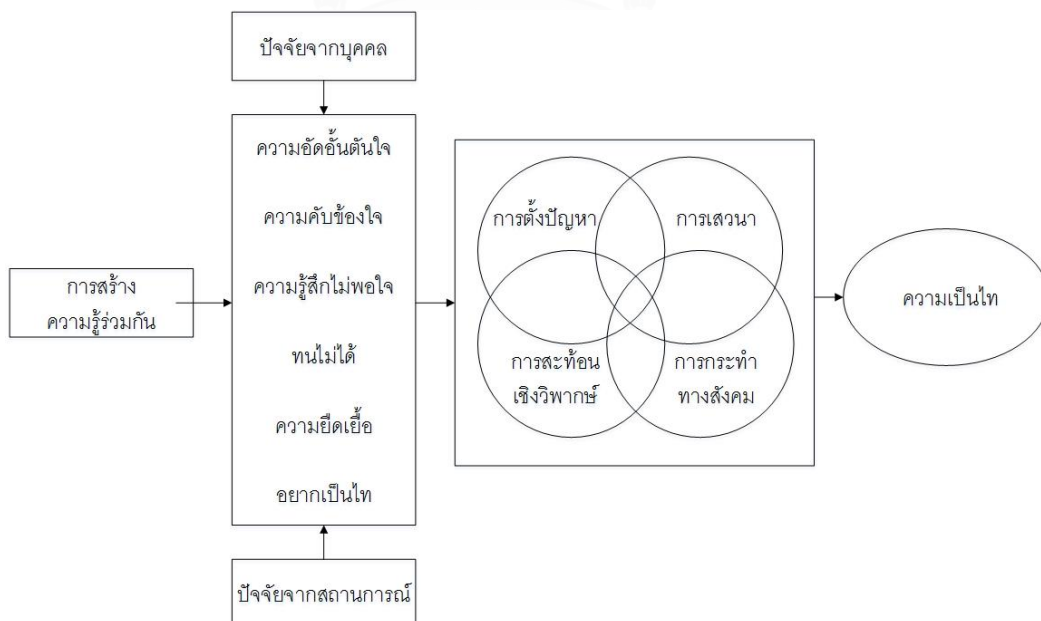 ปัจจัยจากบุคคล
ความอัดอั้นตันใจ
ความคับข้องใจ
ความรู้สึกไม่พอใจ
ทนไม่ได้
ความยืดเยื้อ
อยากเป็นไท
ปัจจัยจากสถานการณ์
การสร้าง
ความรู้ร่วมกัน
การตั้งปัญหา
การเสวนา
การสะท้อน
เชิงวิพากษ์
การกระทำ
ทางสังคม
ความเป็นไท